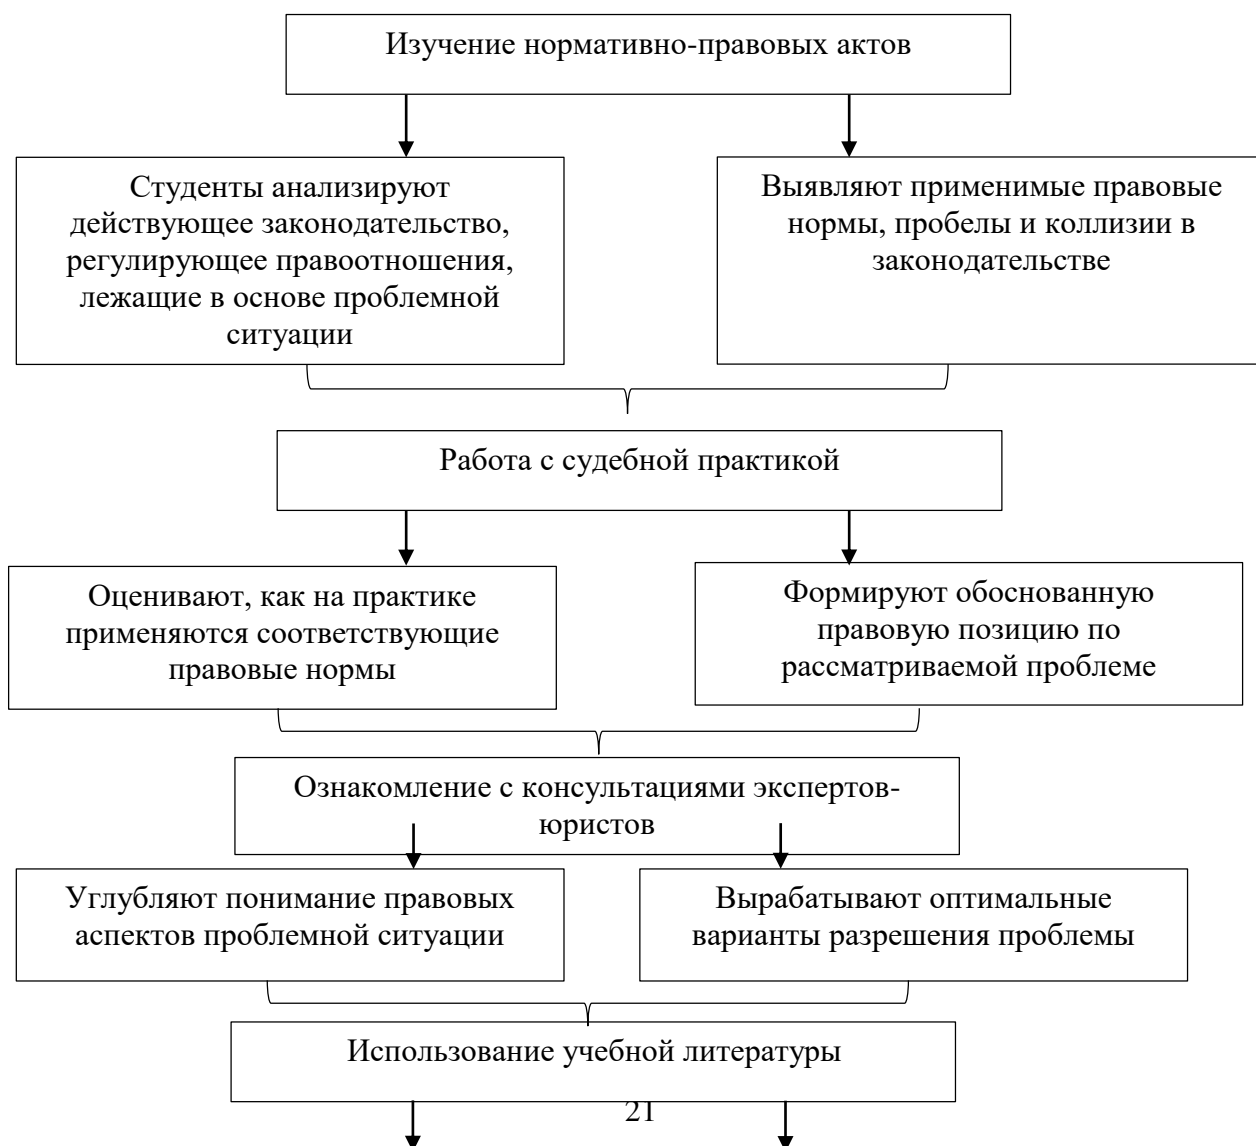 Изучение нормативно-правовых актов
Студенты анализируют
действующее законодательство,
регулирующее правоотношения,
лежащие в основе проблемной
ситуации
Выявляют применимые правовые
нормы, пробелы и коллизии в
законодательстве
Работа с судебной практикой
Оценивают, как на практике
применяются соответствующие
правовые нормы
Формируют обоснованную
правовую позицию по
рассматриваемой проблеме
Ознакомление с консультациями экспертов-
юристов
Углубляют понимание правовых
аспектов проблемной ситуации
Вырабатывают оптимальные
варианты разрешения проблемы
Использование учебной литературы
21